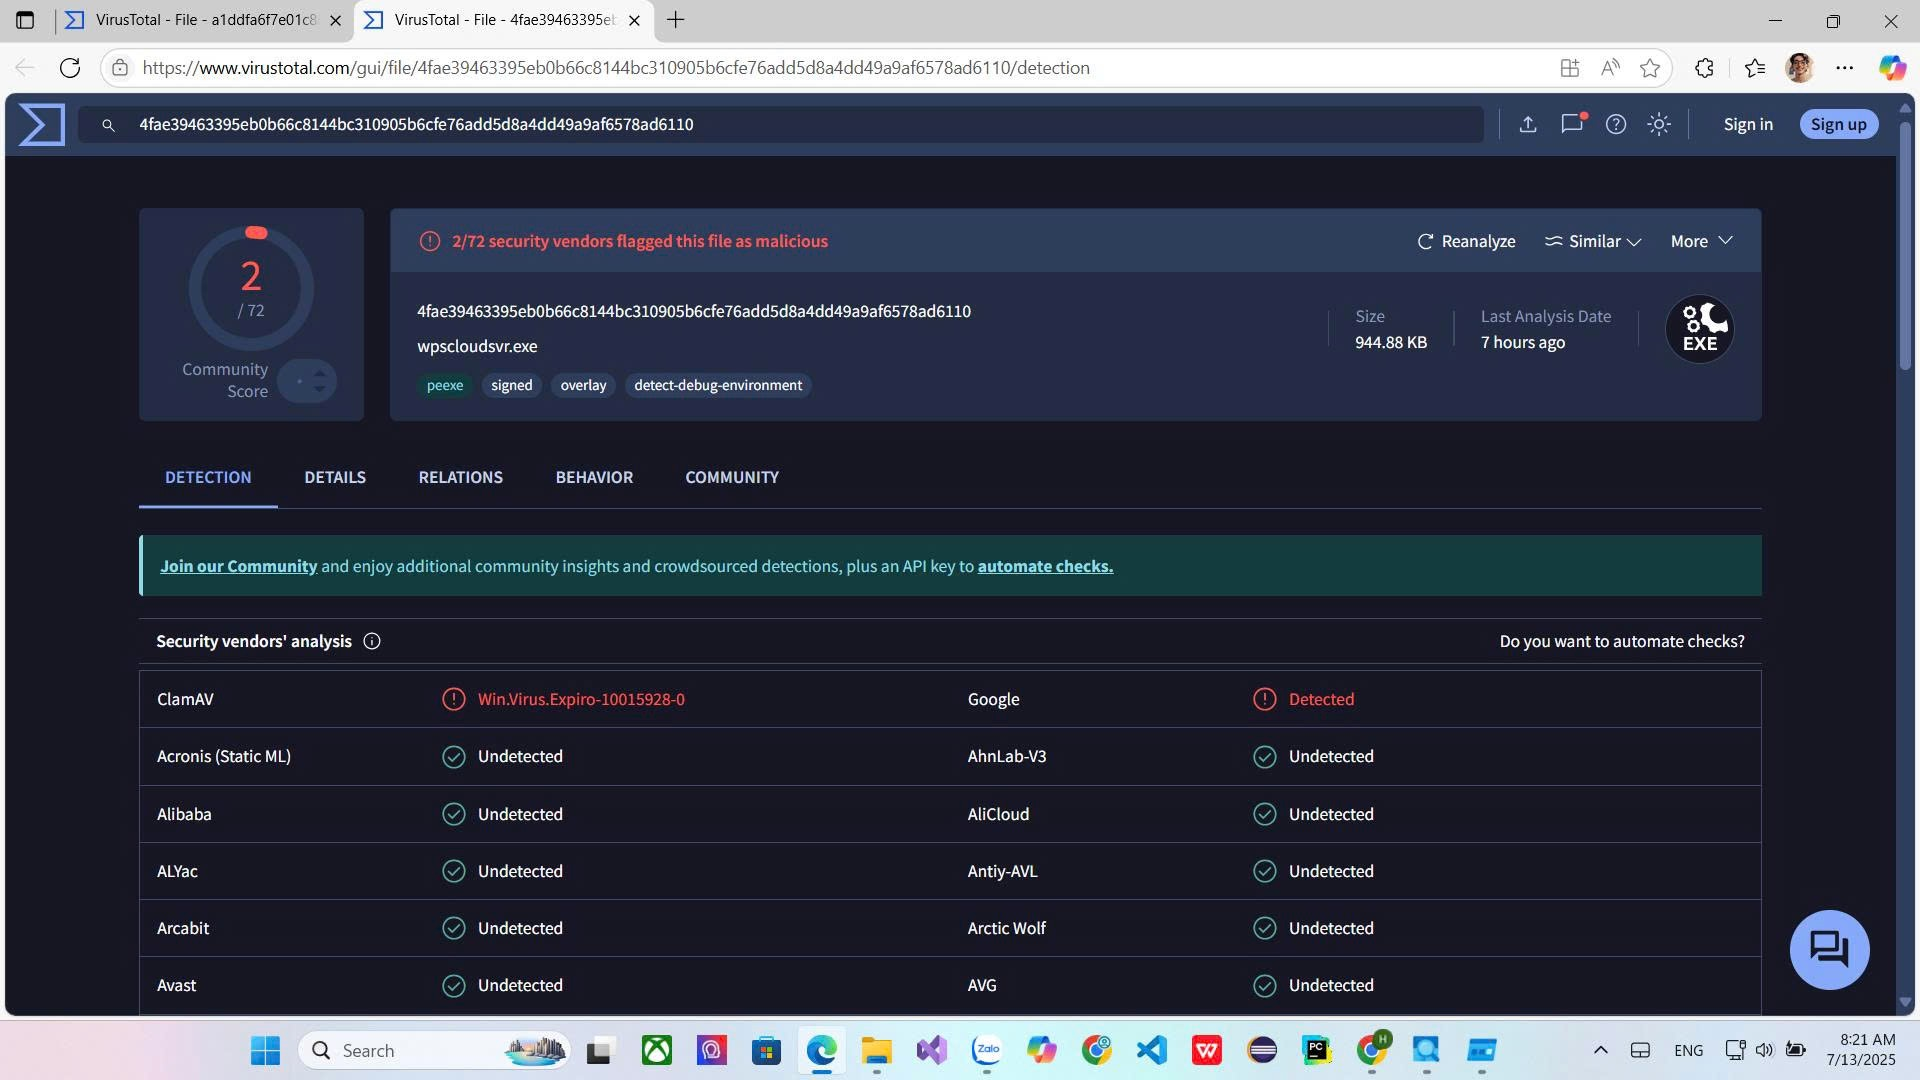 VirusTotal - File - a1ddfa6f7e01c8
VirusTotal - File - 4fae39463395eb
https://www.virustotal.com/gui/file/4fae39463395eb0b66c8144bc310905b6cfe76add5d8a4dd49a9af6578ad6110/detection
4fae39463395eb0b66c8144bc310905b6cfe76add5d8a4dd49a9af6578ad6110
Sign in
Sign up
2
/ 72
Community
Score
2/72 security vendors flagged this file as malicious
Reanalyze
Similar
More
4fae39463395eb0b66c8144bc310905b6cfe76add5d8a4dd49a9af6578ad6110
wpscloudsvr.exe
peexe
signed
overlay
detect-debug-environment
Size
944.88 KB
Last Analysis Date
7 hours ago
EXE
DETECTION
DETAILS
RELATIONS
BEHAVIOR
COMMUNITY
Join our Community and enjoy additional community insights and crowdsourced detections, plus an API key to automate checks.
Security vendors' analysis
Do you want to automate checks?
ClamAV
Win.Virus.Expiro-10015928-0
Google
Detected
Acronis (Static ML)
Undetected
AhnLab-V3
Undetected
Alibaba
Undetected
AliCloud
Undetected
ALYac
Undetected
Antiy-AVL
Undetected
Arcabit
Undetected
Arctic Wolf
Undetected
Avast
Undetected
AVG
Undetected
Search
Zalo
PC
H
ENG
8:21 AM
7/13/2025